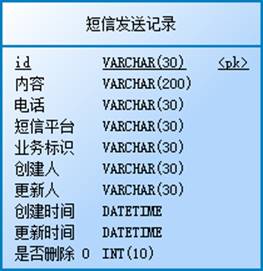 短信发送记录
id VARCHAR(30) <pk>
内容 VARCHAR(200)
电话 VARCHAR(30)
短信平台 VARCHAR(30)
业务标识 VARCHAR(30)
创建人 VARCHAR(30)
更新人 VARCHAR(30)
创建时间 DATETIME
更新时间 DATETIME
是否删除 0 INT(10)